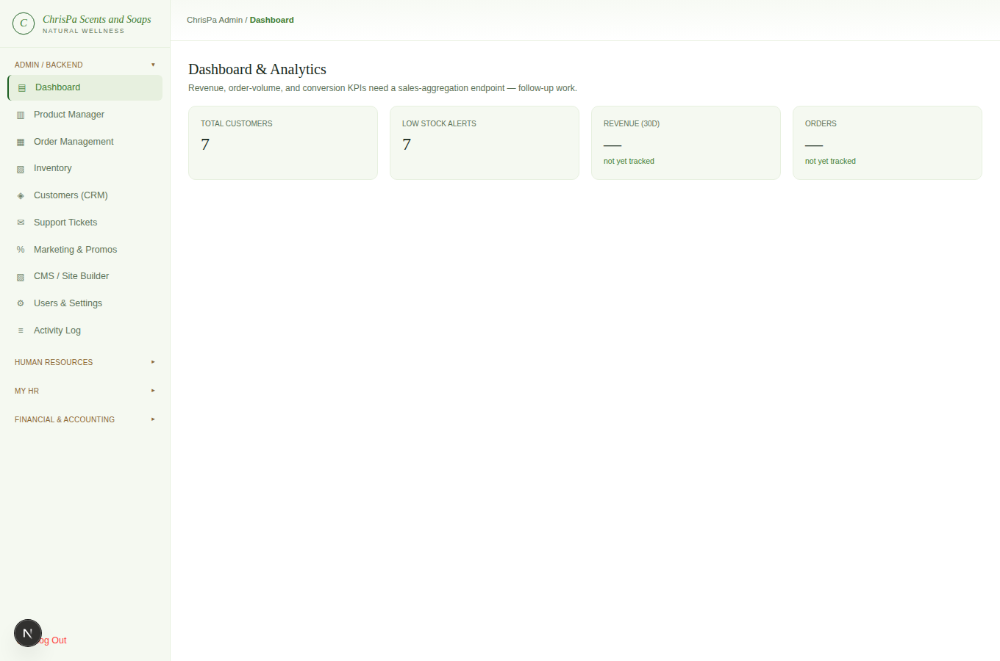 C
ChrisPa Scents and Soaps
NATURAL WELLNESS
ADMIN / BACKEND
Dashboard
Product Manager
Order Management
Inventory
Customers (CRM)
Support Tickets
% Marketing & Promos
CMS / Site Builder
Users & Settings
Activity Log
HUMAN RESOURCES
MY HR
FINANCIAL & ACCOUNTING
N
og Out
ChrisPa Admin / Dashboard
Dashboard & Analytics
Revenue, order-volume, and conversion KPIs need a sales-aggregation endpoint — follow-up work.
TOTAL CUSTOMERS
7
LOW STOCK ALERTS
7
REVENUE (30D)
—
not yet tracked
ORDERS
—
not yet tracked